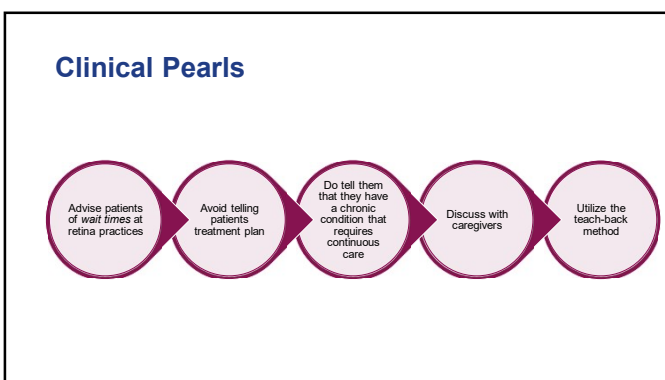 Clinical Pearls
Advise patients
of wait times at
retina practices
Avoid telling
patients
treatment plan
Do tell them
that they have
a chronic
condition that
requires
continuous
care
Discuss with
caregivers
Utilize the
teach-back
method